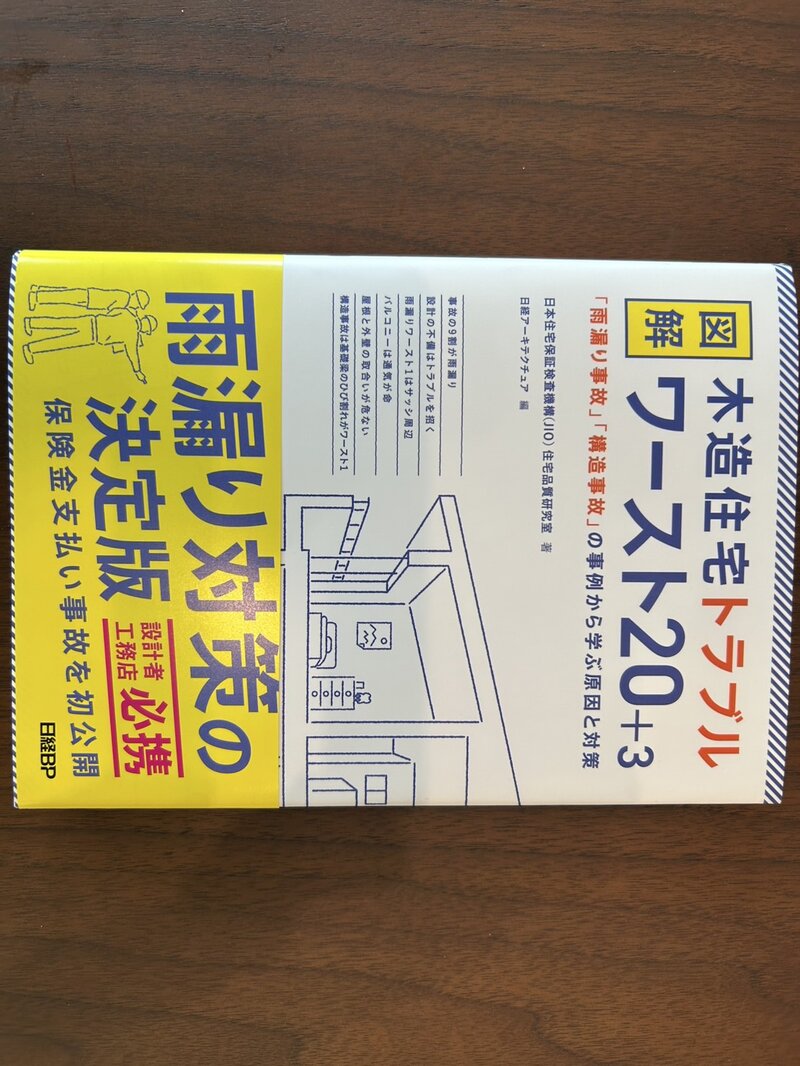 図解
木造住宅トラブル
ワースト20+3
「雨漏り事故」「構造事故」の事例から学ぶ原因と対策
日本住宅保証検査機構(JIO)住宅品質研究室 著
日経アーキテクチュア 編
事故の9割が雨漏り
設計の不備はトラブルを招く
雨漏りワースト1はサッシ周辺
バルコニーは通気が命
屋根と外壁の取合いが危ない
構造事故は基礎梁のひび割れがワースト1
雨漏り対策の
決定版
設計者
工務店
必携
保険金支払い事故を初公開
日経BP